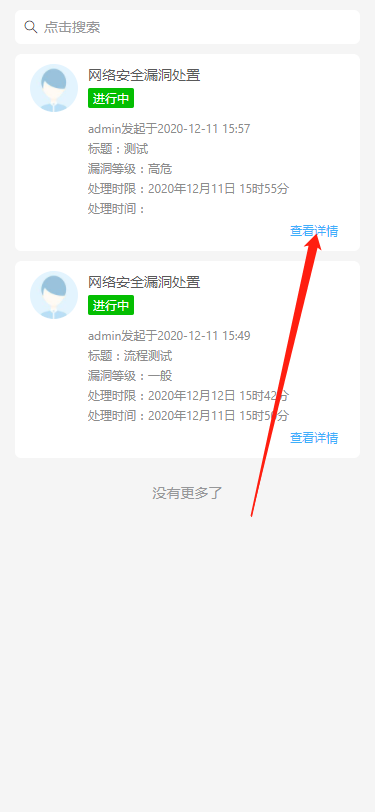 点击搜索
网络安全漏洞处置
进行中
admin发起于2020-12-11 15:57
标题：测试
漏洞等级：高危
处理时限：2020年12月11日 15时55分
处理时间：
查看详情
网络安全漏洞处置
进行中
admin发起于2020-12-11 15:49
标题：流程测试
漏洞等级：一般
处理时限：2020年12月12日 15时42分
处理时间：2020年12月11日 15时56分
查看详情
没有更多了